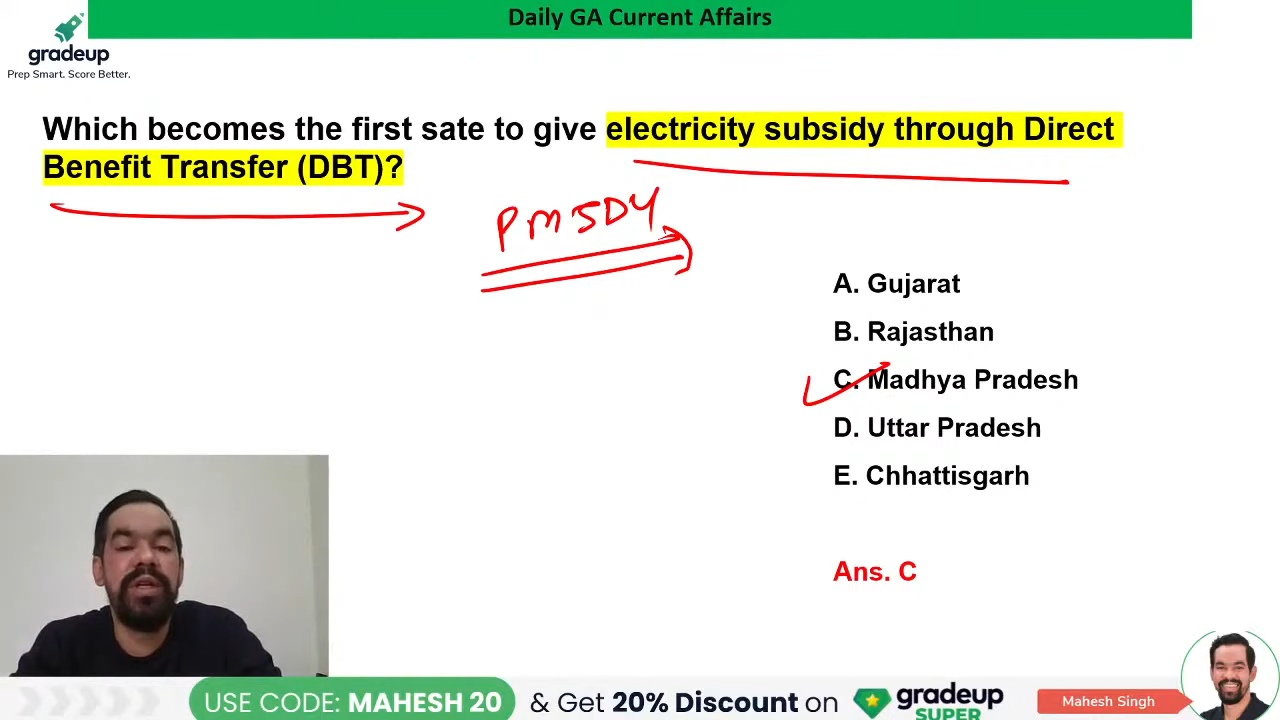 Daily GA Current Affairs
gradeup
Prep Smart. Score Better.
Which becomes the first sate to give electricity subsidy through Direct
Benefit Transfer (DBT)?
PMJDY
A. Gujarat
B. Rajasthan
C. Madhya Pradesh
D. Uttar Pradesh
E. Chhattisgarh
Ans. C
USE CODE: MAHESH 20 & Get 20% Discount on gradeup
SUPER
Mahesh Singh